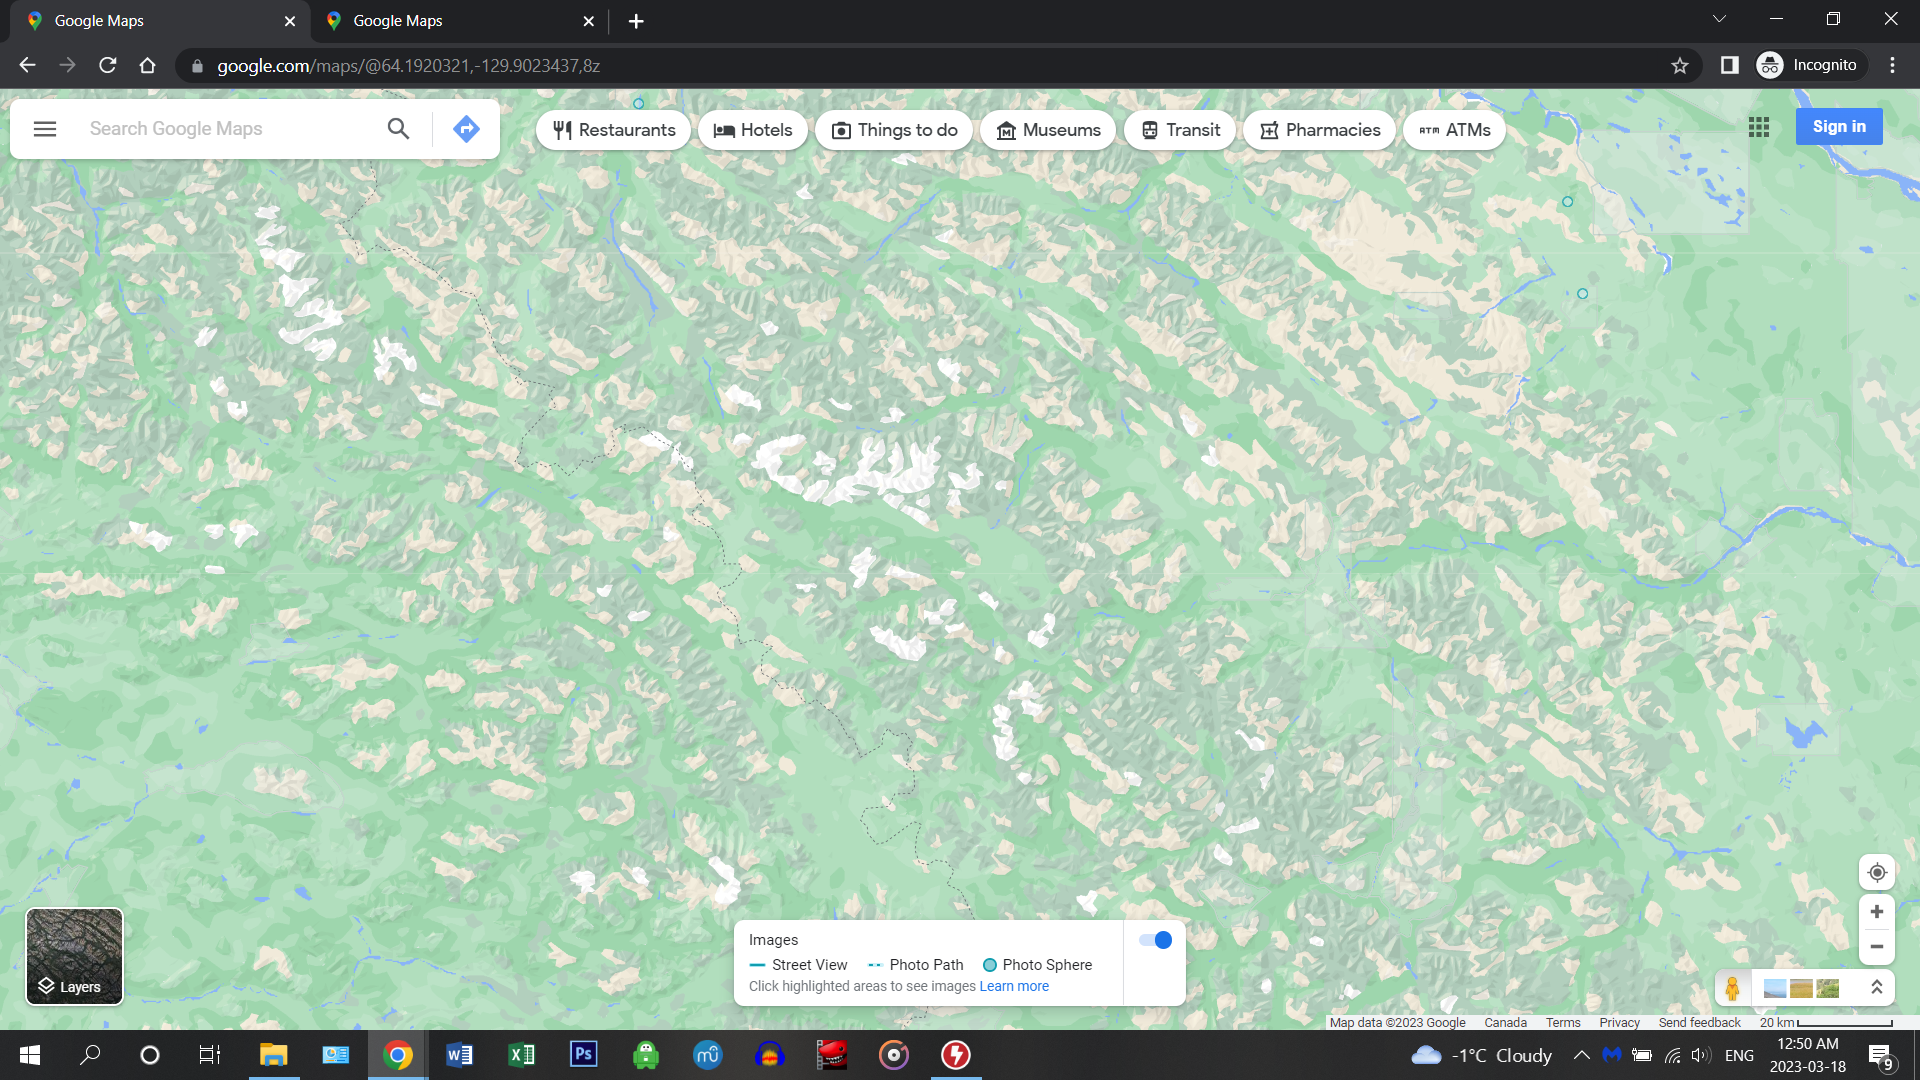 Google Maps
Google Maps
google.com/maps/@64.1920321,-129.9023437,8z
Incognito
Search Google Maps
Restaurants
Hotels
Things to do
Museums
Transit
Pharmacies
ATM ATMs
Sign in
Layers
Images
Street View
Photo Path
Photo Sphere
Click highlighted areas to see images Learn more
Map data ©2023 Google
Canada
Terms
Privacy
Send feedback
20 km
-1°C Cloudy
ENG
12:50 AM
2023-03-18
9
W
X
Ps